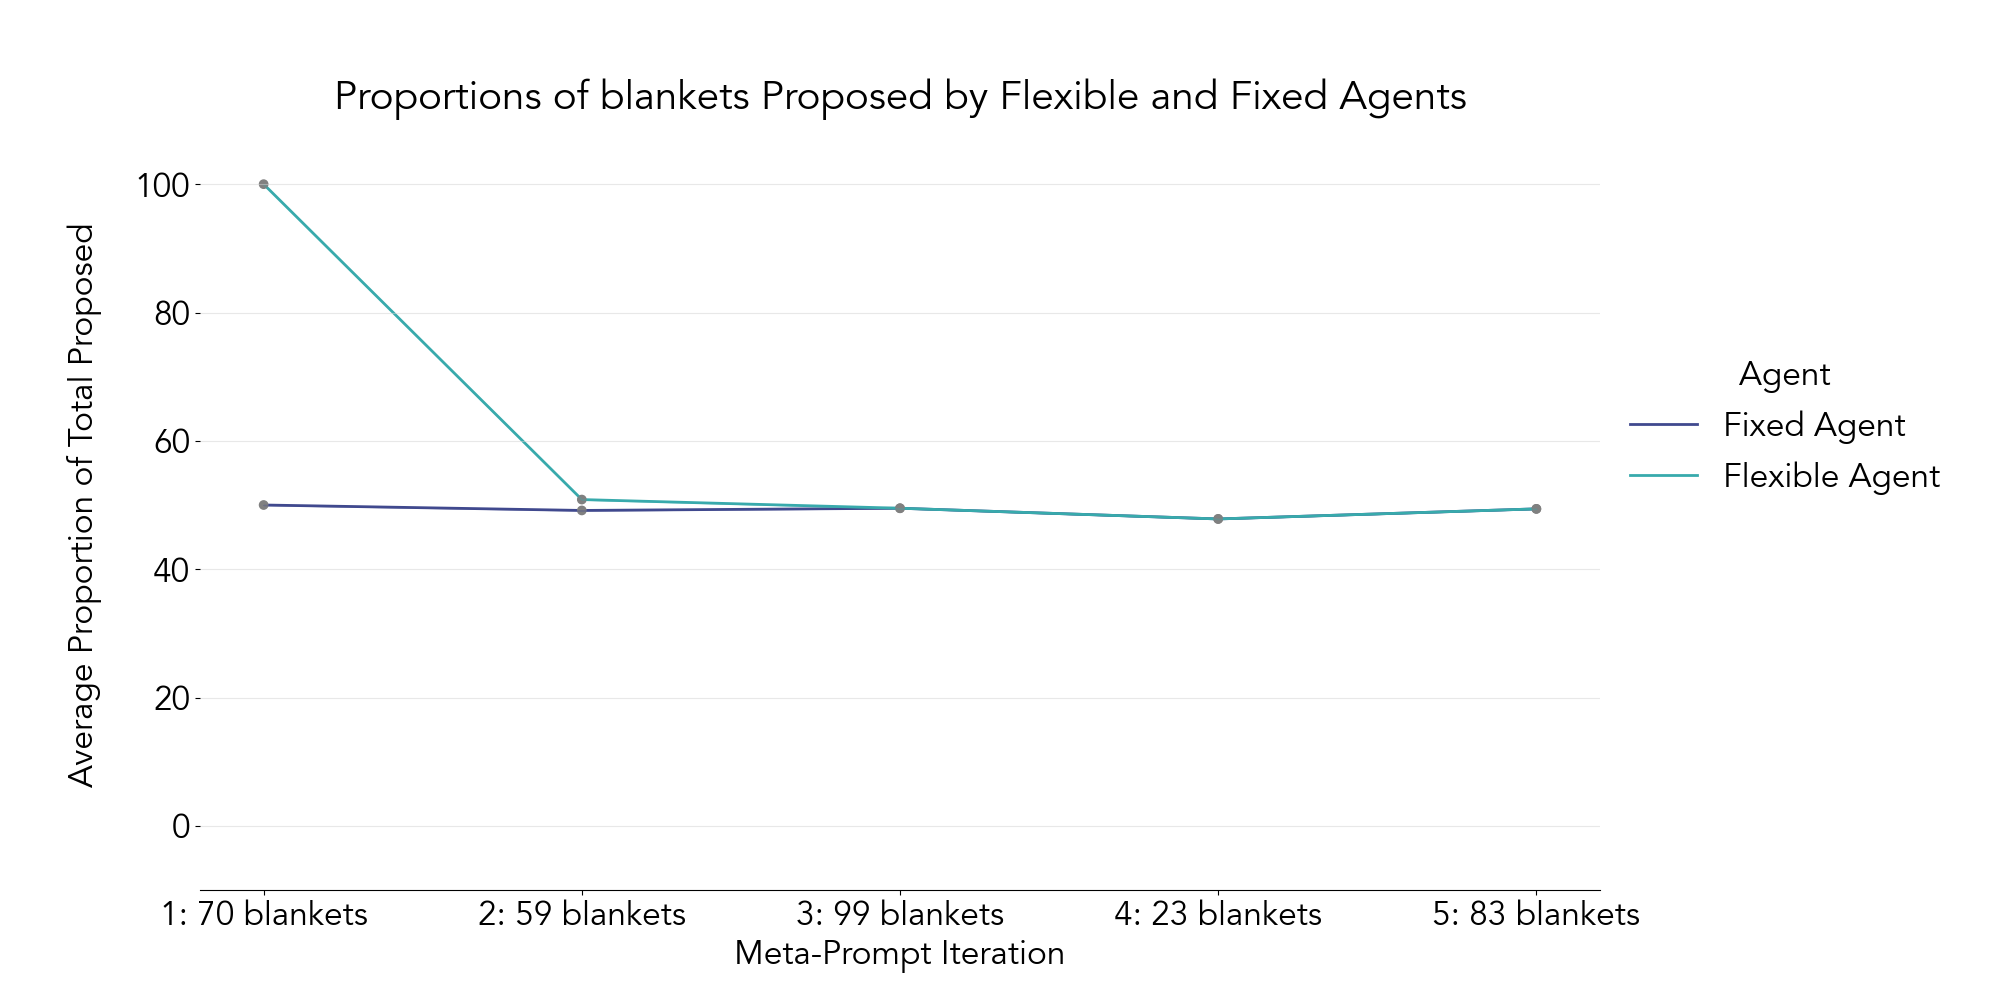 Proportions of blankets Proposed by Flexible and Fixed Agents
Average Proportion of Total Proposed
100
80
60
40
20
0
1: 70 blankets
2: 59 blankets
3: 99 blankets
4: 23 blankets
5: 83 blankets
Meta-Prompt Iteration
Agent
Fixed Agent
Flexible Agent